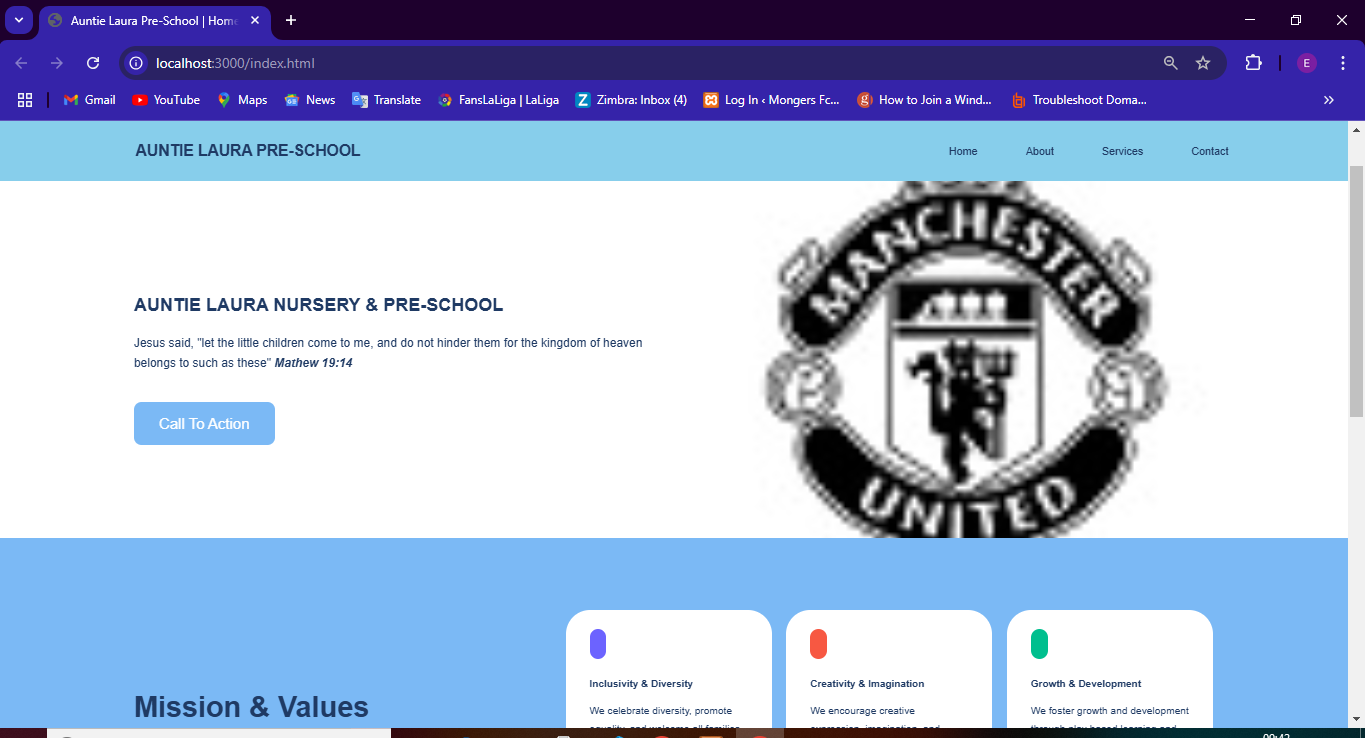 Auntie Laura Pre-School | Home
localhost:3000/index.html
E
Gmail
YouTube
Maps
News
Translate
FansLaLiga | LaLiga
Zimbra: Inbox (4)
Log In ‹ Mongers Fc...
How to Join a Wind...
Troubleshoot Doma...
AUNTIE LAURA PRE-SCHOOL
Home
About
Services
Contact
MANCHESTER
UNITED
AUNTIE LAURA NURSERY & PRE-SCHOOL
Jesus said, "let the little children come to me, and do not hinder them for the kingdom of heaven
belongs to such as these" Mathew 19:14
Call To Action
Mission & Values
Inclusivity & Diversity
We celebrate diversity, promote
Creativity & Imagination
We encourage creative
Growth & Development
We foster growth and development